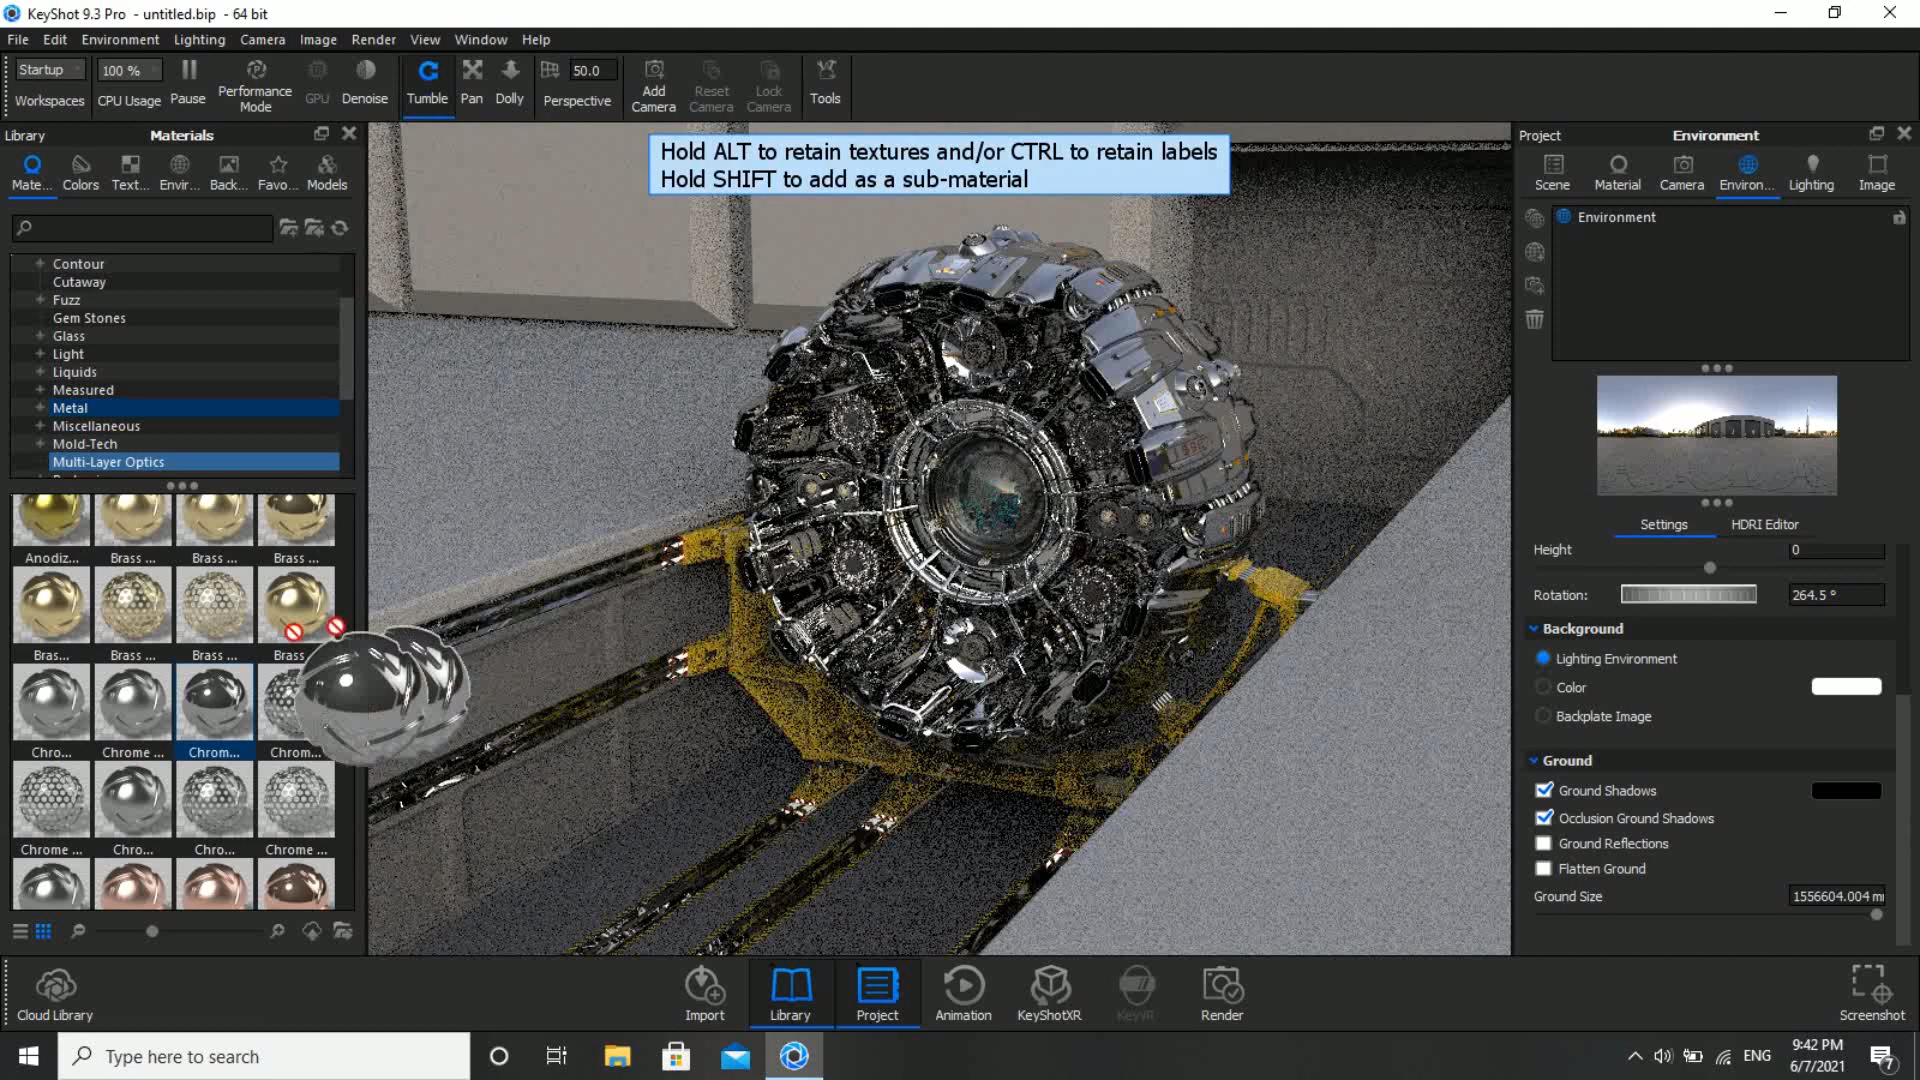 KeyShot 9.3 Pro - untitled.bip - 64 bit
File Edit Environment Lighting Camera Image Render View Window Help
Startup
100 %
50.0
Workspaces
CPU Usage
Pause
Performance Mode
GPU
Denoise
Tumble
Pan
Dolly
Perspective
Add Camera
Reset Camera
Lock Camera
Tools
Library
Materials
Mate...
Colors
Text...
Envir...
Back...
Favo...
Models
Contour
Cutaway
Fuzz
Gem Stones
Glass
Light
Liquids
Measured
Metal
Miscellaneous
Mold-Tech
Multi-Layer Optics
Anodiz... Brass ... Brass ... Brass ...
Bras... Brass ... Brass ... Brass
Chro... Chrome ... Chrom... Chrom...
Chrome ... Chro... Chro... Chrome ...
Hold ALT to retain textures and/or CTRL to retain labels
Hold SHIFT to add as a sub-material
Project
Environment
Scene
Material
Camera
Environ...
Lighting
Image
Environment
Settings
HDRI Editor
Height
0
Rotation:
264.5 °
Background
Lighting Environment
Color
Backplate Image
Ground
Ground Shadows
Occlusion Ground Shadows
Ground Reflections
Flatten Ground
Ground Size
1556604.004 m
Cloud Library
Import
Library
Project
Animation
KeyShotXR
KeyVR
Render
Screenshot
Type here to search
ENG
9:42 PM
6/7/2021
7